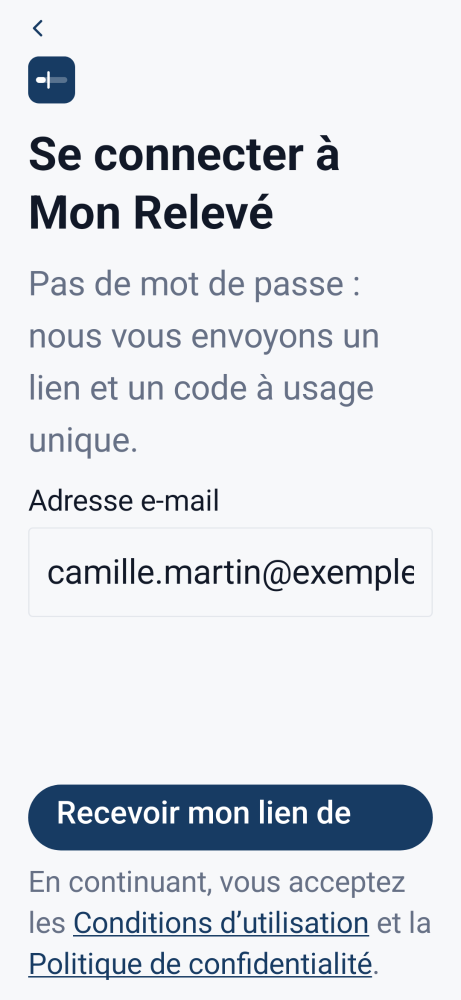 Se connecter à
Mon Relevé
Pas de mot de passe :
nous vous envoyons un
lien et un code à usage
unique.
Adresse e-mail
camille.martin@exemple
Recevoir mon lien de
En continuant, vous acceptez
les Conditions d’utilisation et la
Politique de confidentialité.